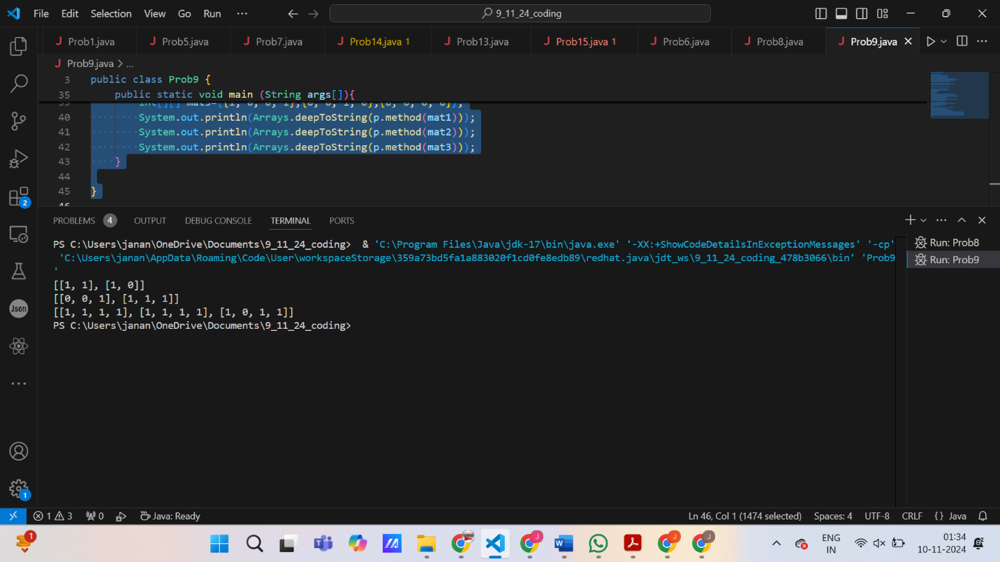 File Edit Selection View Go Run ··· 9_11_24_coding
Prob1.java Prob5.java Prob7.java Prob14.java 1 Prob13.java Prob15.java 1 Prob6.java Prob8.java Prob9.java
Prob9.java > ...
3 public class Prob9 {
35 public static void main (String args[]){
40 System.out.println(Arrays.deepToString(p.method(mat1)));
41 System.out.println(Arrays.deepToString(p.method(mat2)));
42 System.out.println(Arrays.deepToString(p.method(mat3)));
43 }
44
45 }
PROBLEMS 4 OUTPUT DEBUG CONSOLE TERMINAL PORTS
PS C:\Users\janan\OneDrive\Documents\9_11_24_coding> & 'C:\Program Files\Java\jdk-17\bin\java.exe' '-XX:+ShowCodeDetailsInExceptionMessages' '-cp'
'C:\Users\janan\AppData\Roaming\Code\User\workspaceStorage\359a73bd5fa1a883020f1cd0fe8edb89\redhat.java\jdt_ws\9_11_24_coding_478b3066\bin' 'Prob9
'
[[1, 1], [1, 0]]
[[0, 0, 1], [1, 1, 1]]
[[1, 1, 1, 1], [1, 1, 1, 1], [1, 0, 1, 1]]
PS C:\Users\janan\OneDrive\Documents\9_11_24_coding>
Run: Prob8
Run: Prob9
2
Json
1
1 3 0 Java: Ready Ln 46, Col 1 (1474 selected) Spaces: 4 UTF-8 CRLF {} Java
1 J J J ENG 01:34
IN 10-11-2024